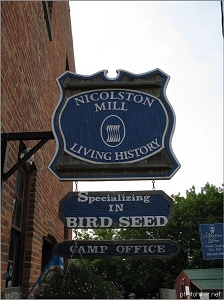 NICOLSTON
MILL
LIVING HISTORY
Specializing
IN
BIRD SEED
CAMP OFFICE